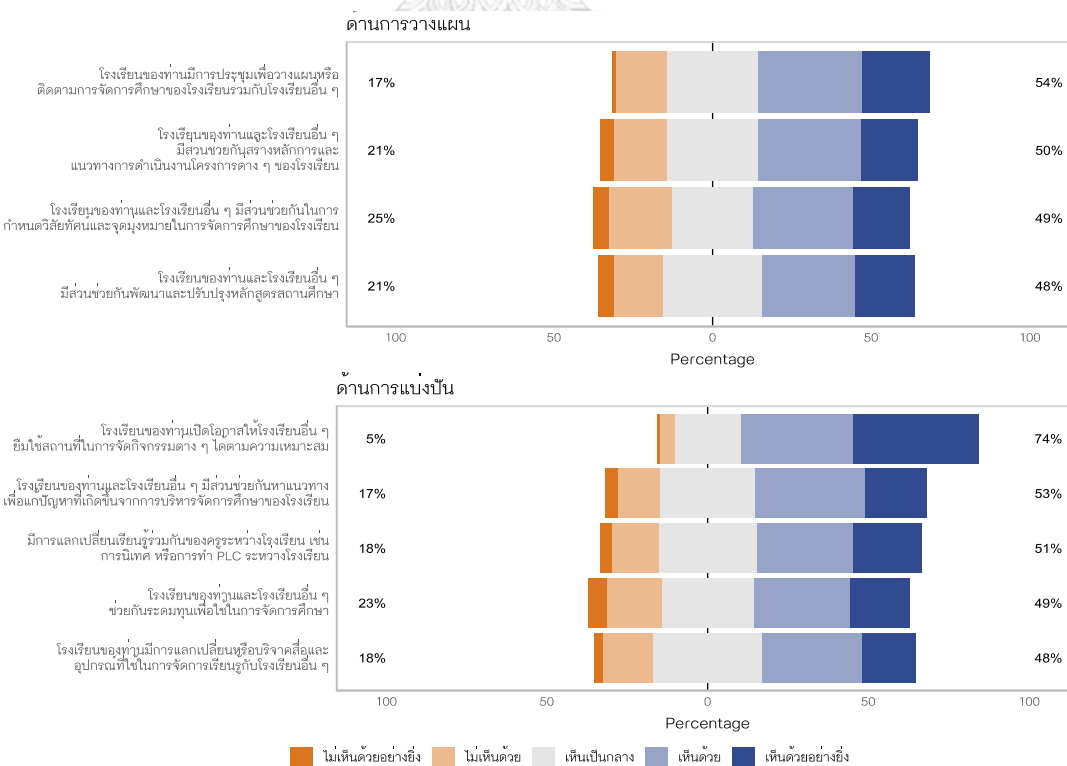 ด้านการวางแผน
โรงเรียนของท่านมีการประชุมเพื่อวางแผนหรือ
ติดตามการจัดการศึกษาของโรงเรียนรวมกับโรงเรียนอื่น ๆ
17%
54%
โรงเรียนของท่านและโรงเรียนอื่น ๆ
มีสวนชวยกันสร้างหลักการและ
แนวทางการดำเนินงานโครงการตาง ๆ ของโรงเรียน
21%
50%
โรงเรียนของท่านและโรงเรียนอื่น ๆ มีส่วนช่วยกันในการ
กำหนดวิสัยทัศน์และจุดมุงหมายในการจัดการศึกษาของโรงเรียน
25%
49%
โรงเรียนของท่านและโรงเรียนอื่น ๆ
มีส่วนช่วยกันพัฒนาและปรับปรุงหลักสูตรสถานศึกษา
21%
48%
100 50 0 50 100
Percentage
ด้านการแบ่งปัน
โรงเรียนของท่านเปิดโอกาสให้โรงเรียนอื่น ๆ
ยืมใช้สถานที่ในการจัดกิจกรรมต่าง ๆ ได้ตามความเหมาะสม
5%
74%
โรงเรียนของท่านและโรงเรียนอื่น ๆ มีส่วนช่วยกันหาแนวทาง
เพื่อแก้ปัญหาที่เกิดขึ้นจากการบริหารจัดการศึกษาของโรงเรียน
17%
53%
มีการแลกเปลี่ยนเรียนรู้ร่วมกันของครูระหว่างโรงเรียน เช่น
การนิเทศ หรือการทำ PLC ระหวางโรงเรียน
18%
51%
โรงเรียนของท่านและโรงเรียนอื่น ๆ
ช่วยกันระดมทุนเพื่อใช้ในการจัดการศึกษา
23%
49%
โรงเรียนของท่านมีการแลกเปลี่ยนหรือบริจาคสื่อและ
อุปกรณ์ที่ใช้ในการจัดการเรียนรู้กับโรงเรียนอื่น ๆ
18%
48%
100 50 0 50 100
Percentage
ไม่เห็นด้วยอย่างยิ่ง ไม่เห็นด้วย เห็นเป็นกลาง เห็นด้วย เห็นด้วยอย่างยิ่ง